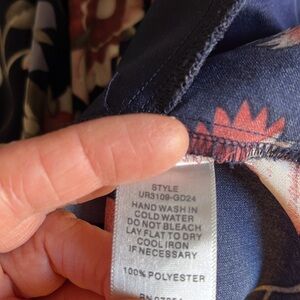 STYLE
UR3109-GD24
HAND WASH IN
COLD WATER
DO NOT BLEACH
LAY FLAT TO DRY
COOL IRON
IF NECESSARY
100% POLYESTER